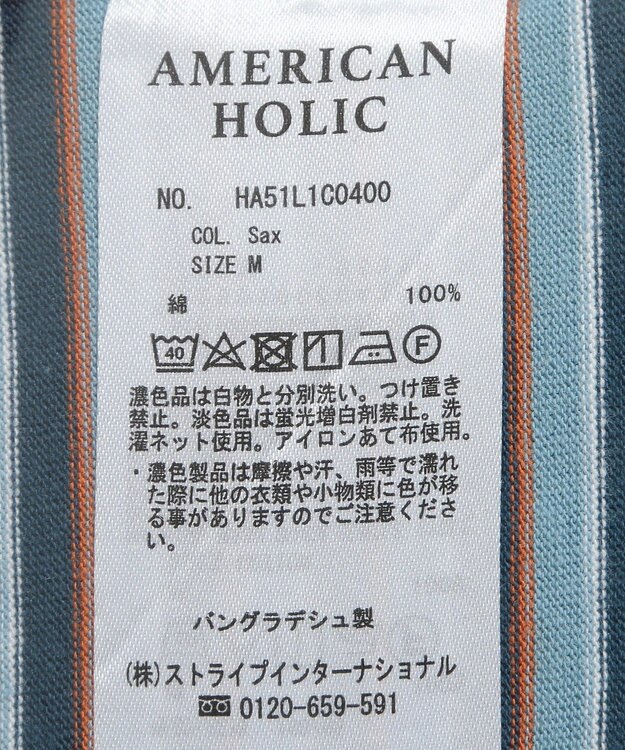 AMERICAN
HOLIC
NO. HA51L1C0400
COL. Sax
SIZE M
綿 100%
40 F
濃色品は白物と分別洗い。つけ置き
禁止。淡色品は蛍光増白剤禁止。洗
濯ネット使用。アイロンあて布使用。
・濃色製品は摩擦や汗、雨等で濡れ
た際に他の衣類や小物類に色が移
る事がありますのでご注意くださ
い。
バングラデシュ製
(株)ストライプインターナショナル
0120-659-591